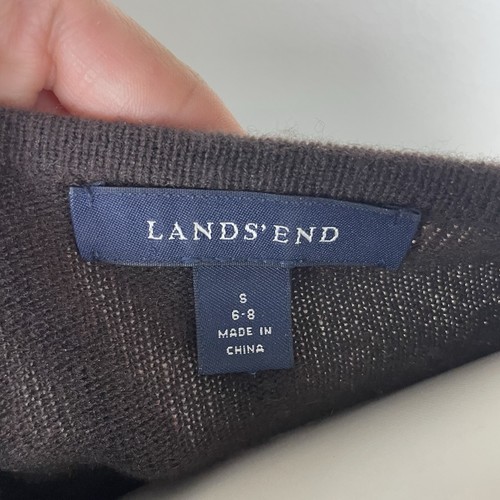 LANDS' END
S
6-8
MADE IN
CHINA